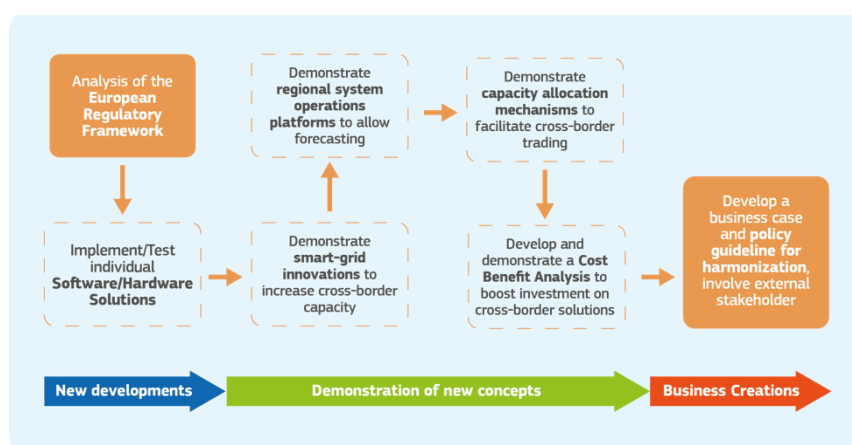 Analysis of the
European
Regulatory
Framework
Implement/Test
individual
Software/Hardware
Solutions
Demonstrate
smart-grid
innovations to
increase cross-border
capacity
Demonstrate
regional system
operations
platforms to allow
forecasting
Demonstrate
capacity allocation
mechanisms to
facilitate cross-border
trading
Develop and
demonstrate a Cost
Benefit Analysis to
boost investment on
cross-border solutions
Develop a
business case
and policy
guideline for
harmonization,
involve external
stakeholder
New developments
Demonstration of new concepts
Business Creations